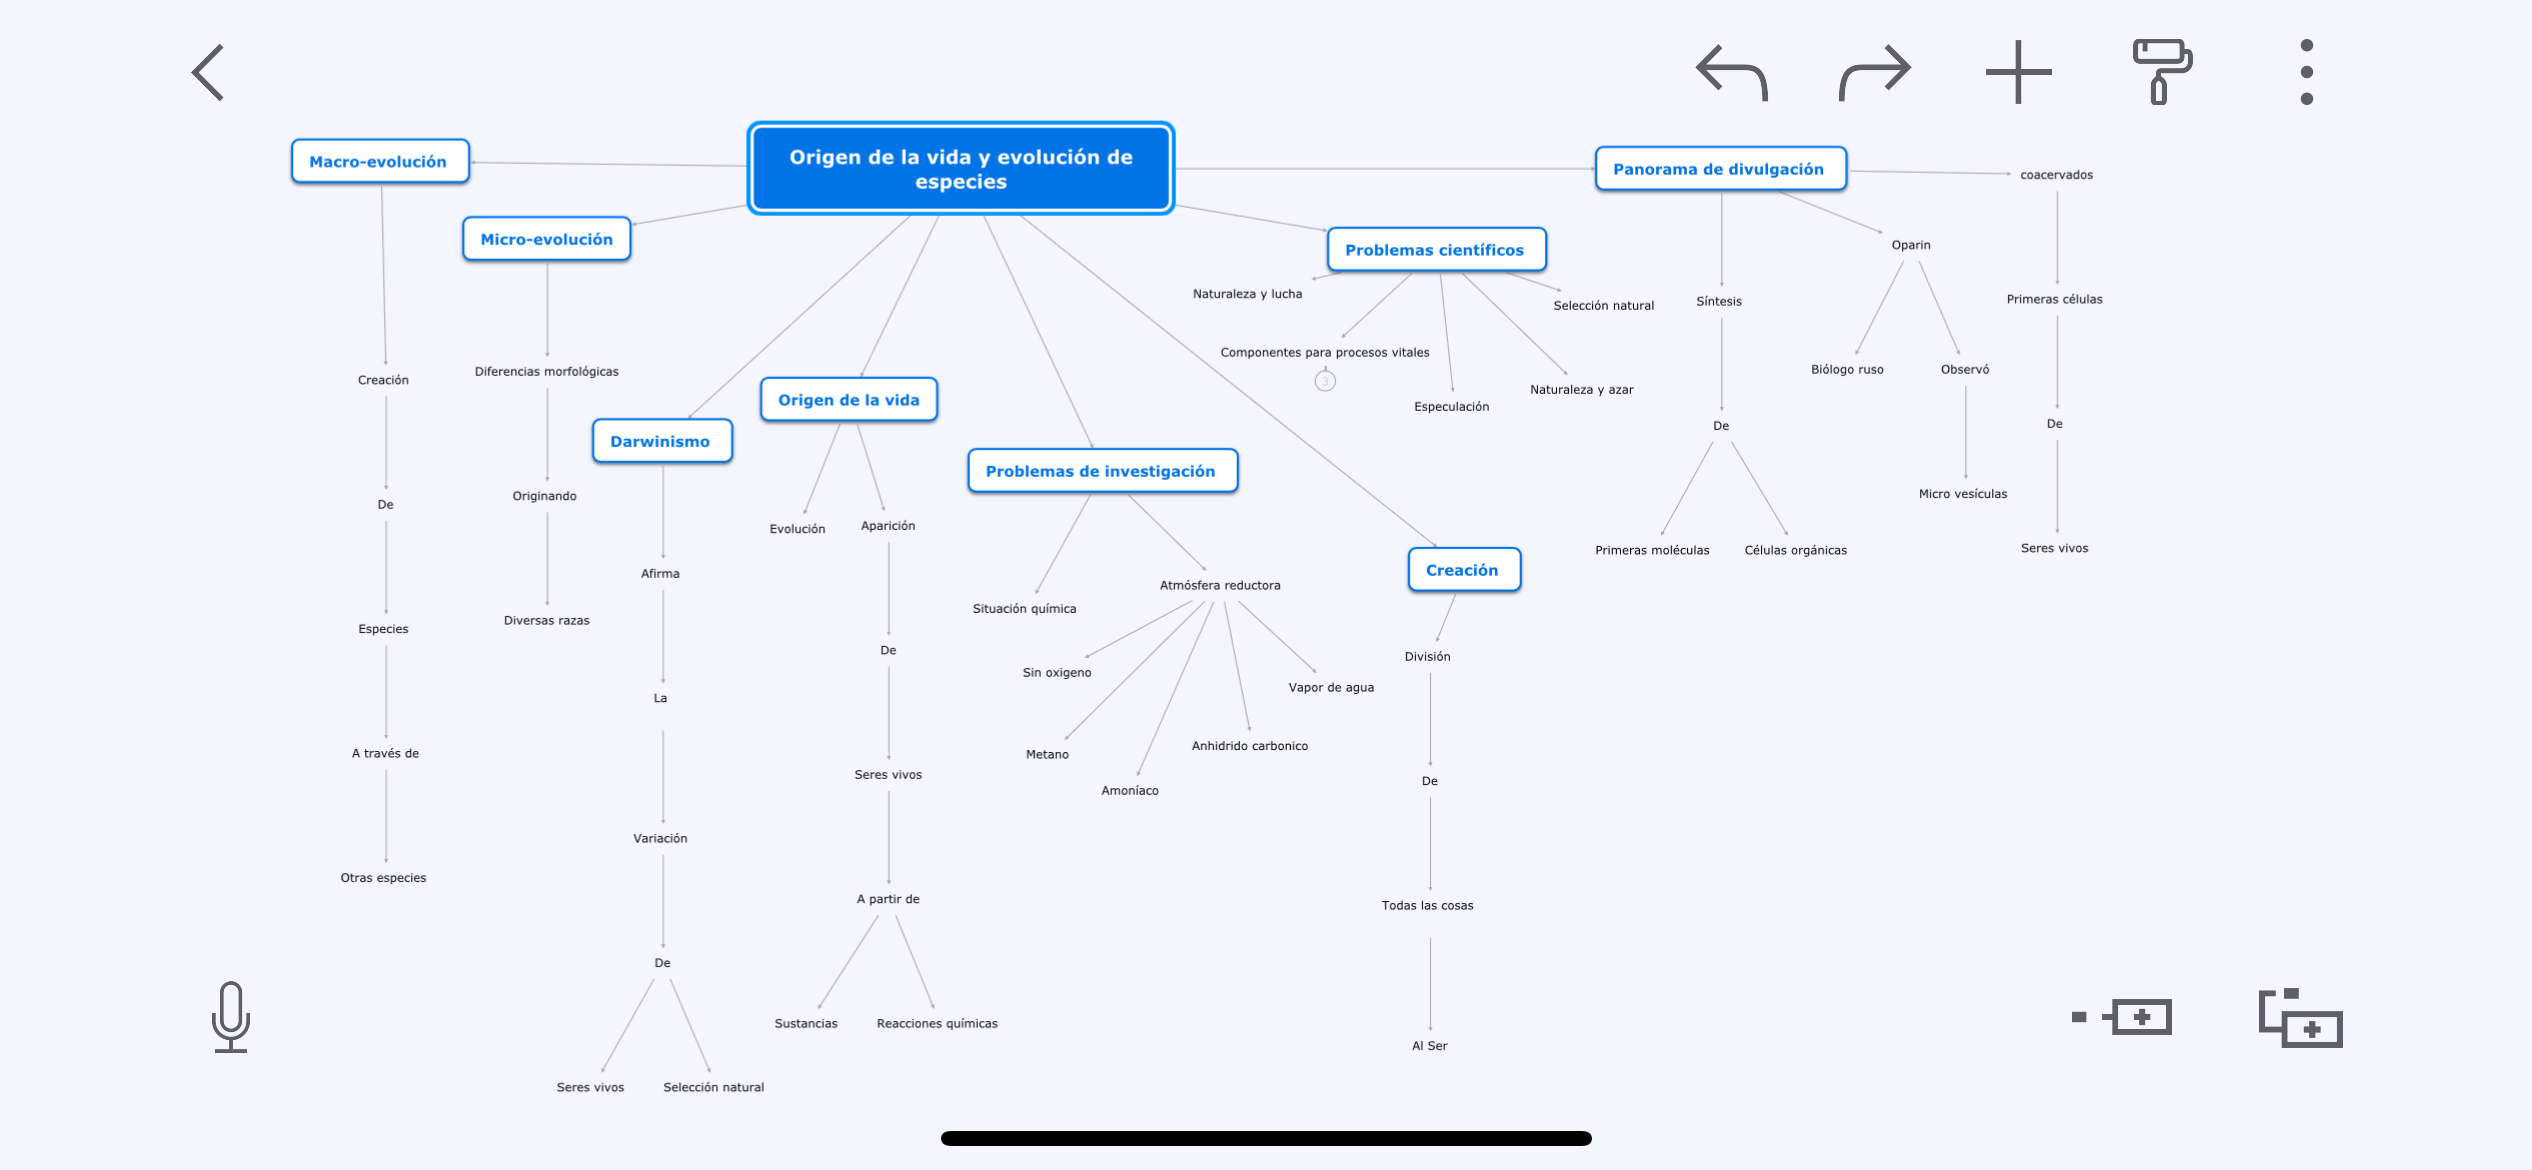 Origen de la vida y evolución de
especies
Macro-evolución
Creación
De
Especies
A través de
Otras especies
Micro-evolución
Diferencias morfológicas
Originando
Diversas razas
Darwinismo
Afirma
La
Variación
De
Seres vivos
Selección natural
Origen de la vida
Evolución
Aparición
De
Seres vivos
A partir de
Sustancias
Reacciones químicas
Problemas de investigación
Situación química
Atmósfera reductora
Sin oxigeno
Metano
Amoníaco
Anhidrido carbonico
Vapor de agua
Creación
División
De
Todas las cosas
Al Ser
Problemas científicos
Naturaleza y lucha
Componentes para procesos vitales
3
Especulación
Naturaleza y azar
Selección natural
Panorama de divulgación
Síntesis
De
Primeras moléculas
Células orgánicas
Oparin
Biólogo ruso
Observó
Micro vesículas
coacervados
Primeras células
De
Seres vivos